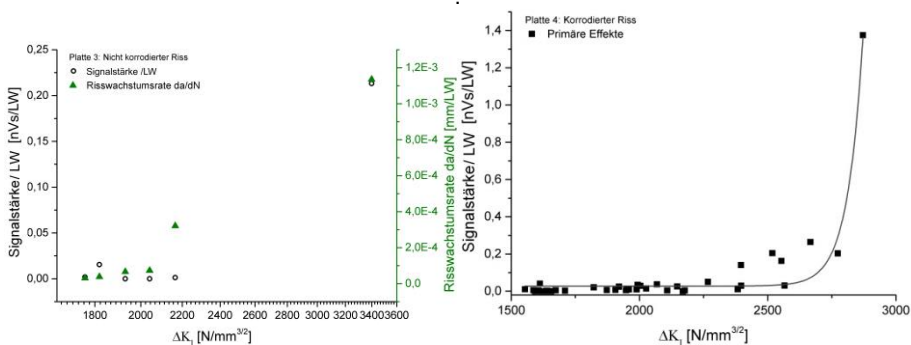 Platte 3: Nicht korrodierter Riss
Signalstärke /LW
Risswachstumsrate da/dN
Signalstärke/ LW [nVs/LW]
0,25
0,20
0,15
0,10
0,05
0,00
Risswachstumsrate da/dN [mm/LW]
1,2E-3
1,0E-3
8,0E-4
6,0E-4
4,0E-4
2,0E-4
0,0
1800 2000 2200 2400 2600 2800 3000 3200 3400 3600
ΔK_I [N/mm^3/2]
Platte 4: Korrodierter Riss
Primäre Effekte
Signalstärke/ LW [nVs/LW]
1,4
1,2
1,0
0,8
0,6
0,4
0,2
0,0
1500 2000 2500 3000
ΔK_I [N/mm^3/2]